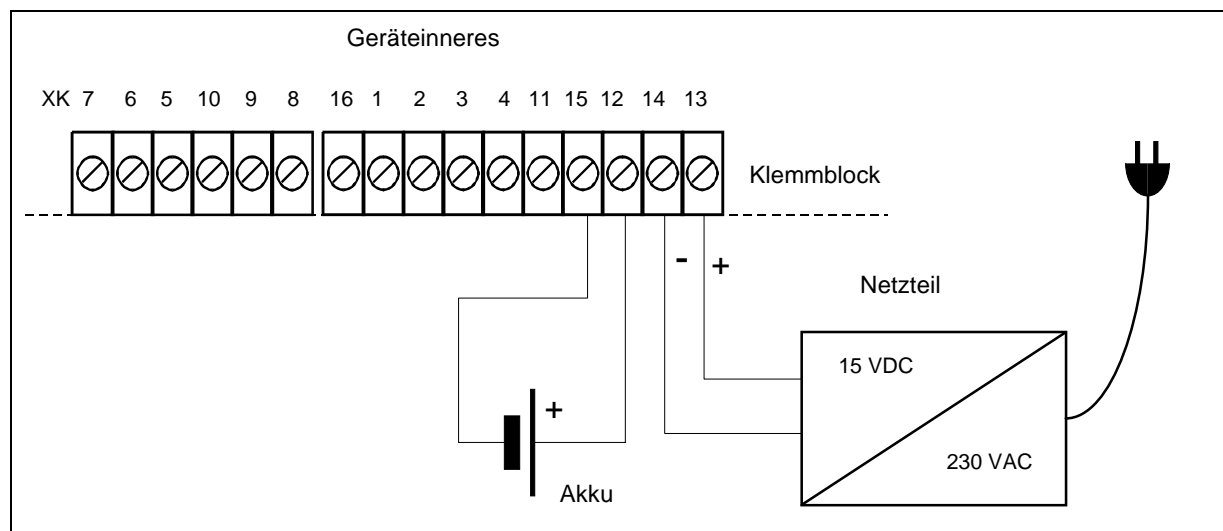 Geräteinneres
XK 7 6 5 10 9 8 16 1 2 3 4 11 15 12 14 13
Klemmblock
- +
Netzteil
15 VDC
230 VAC
+
Akku